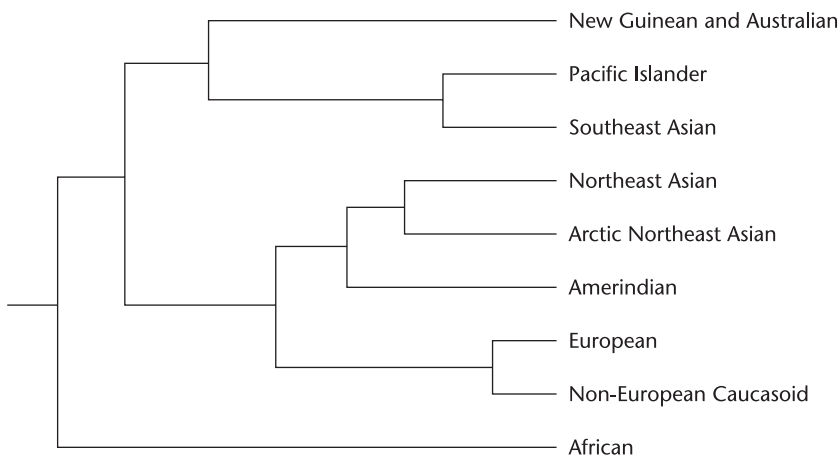 New Guinean and Australian
Pacific Islander
Southeast Asian
Northeast Asian
Arctic Northeast Asian
Amerindian
European
Non-European Caucasoid
African